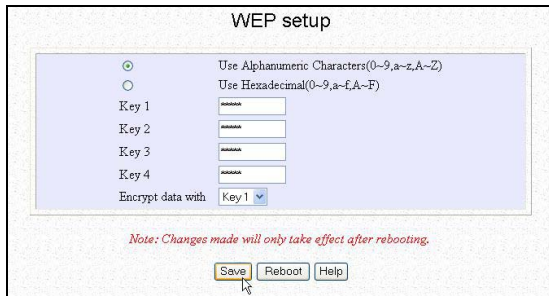 WEP setup
Use Alphanumeric Characters(0~9,a~z,A~Z)
Use Hexadecimal(0~9,a~f,A~F)
Key 1 *****
Key 2 *****
Key 3 *****
Key 4 *****
Encrypt data with Key 1
Note: Changes made will only take effect after rebooting.
Save Reboot Help